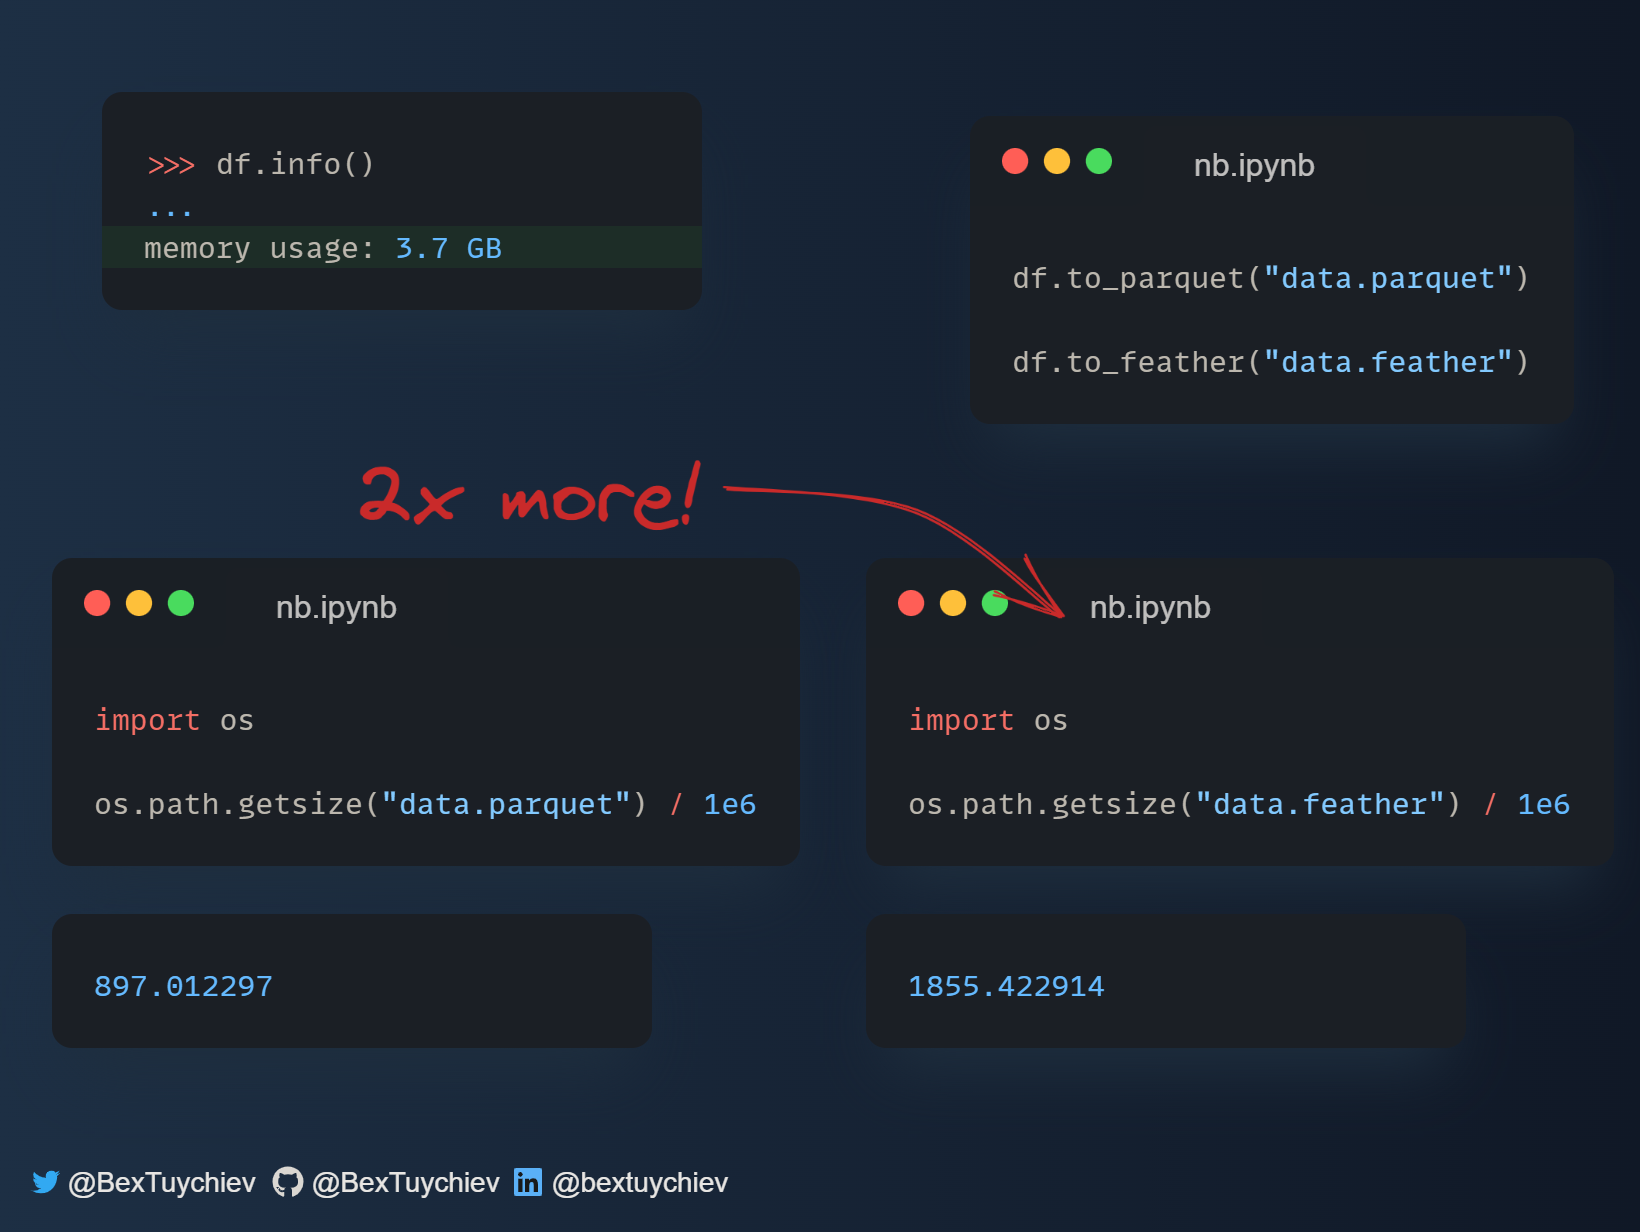 >>> df.info()
...
memory usage: 3.7 GB
nb.ipynb
df.to_parquet("data.parquet")
df.to_feather("data.feather")
2x more!
nb.ipynb
import os
os.path.getsize("data.parquet") / 1e6
897.012297
nb.ipynb
import os
os.path.getsize("data.feather") / 1e6
1855.422914
@BexTuychiev @BexTuychiev in @bextuychiev